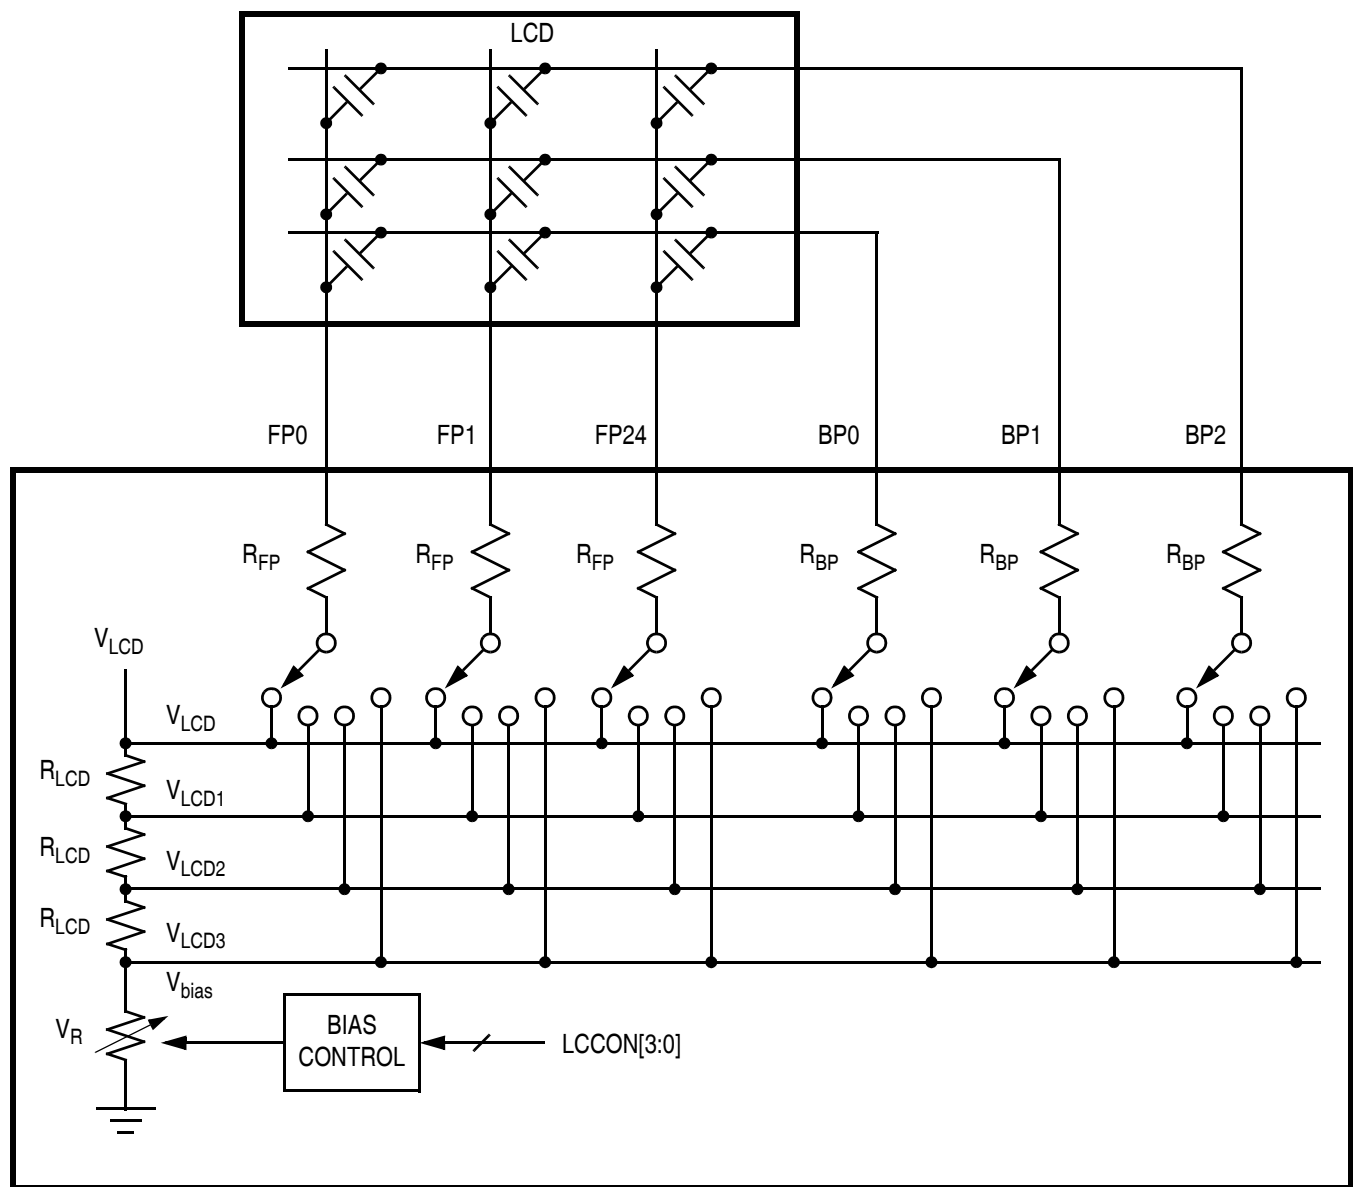 LCD
FP0 FP1 FP24 BP0 BP1 BP2
RFP RFP RFP RBP RBP RBP
VLCD
VLCD
RLCD
VLCD1
RLCD
VLCD2
RLCD
VLCD3
Vbias
VR
BIAS
CONTROL
LCCON[3:0]